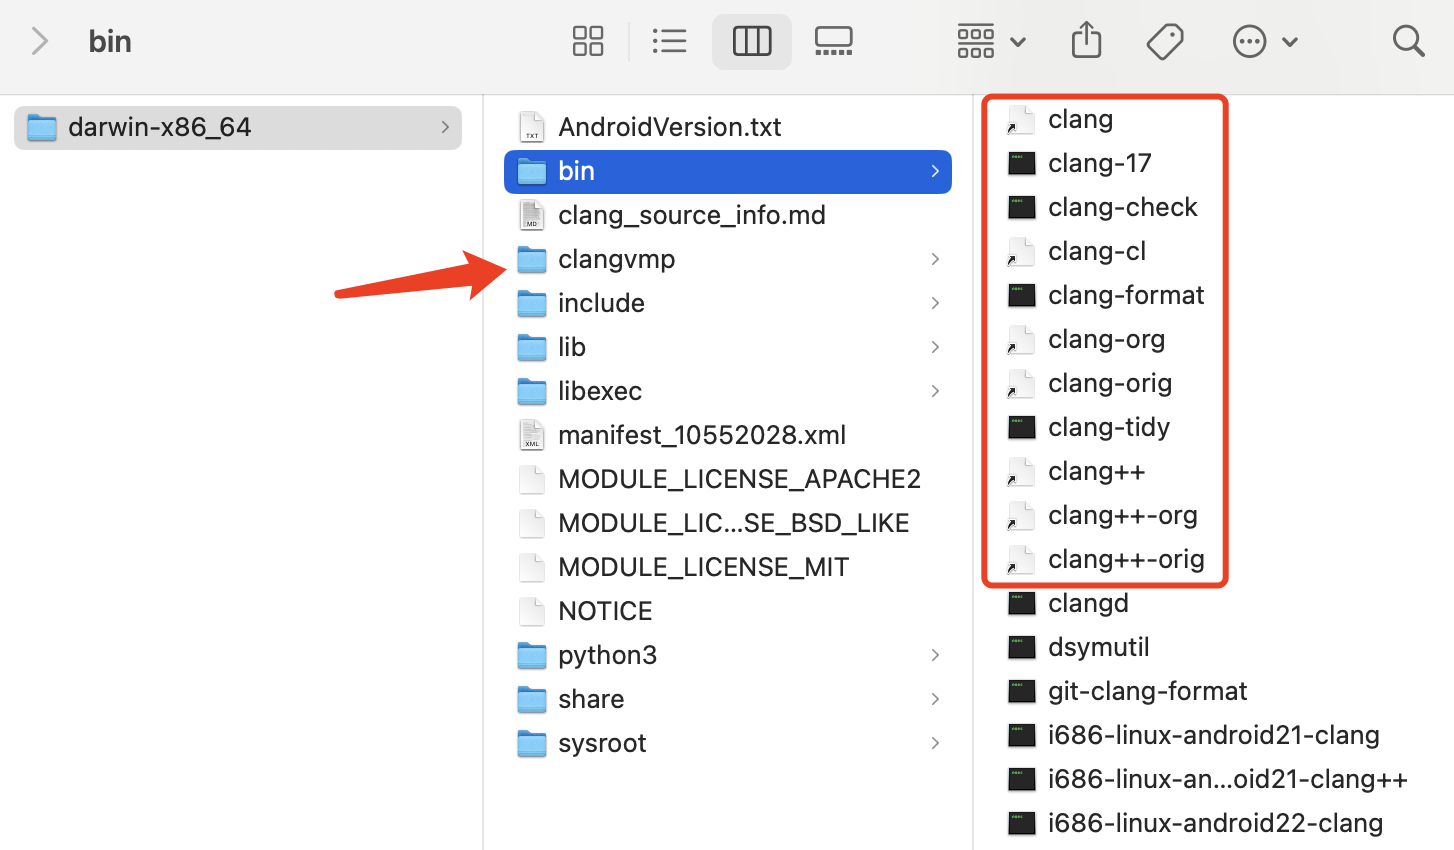 bin
darwin-x86_64
AndroidVersion.txt
bin
clang_source_info.md
clangvmp
include
lib
libexec
manifest_10552028.xml
MODULE_LICENSE_APACHE2
MODULE_LIC...SE_BSD_LIKE
MODULE_LICENSE_MIT
NOTICE
python3
share
sysroot
clang
clang-17
clang-check
clang-cl
clang-format
clang-org
clang-orig
clang-tidy
clang++
clang++-org
clang++-orig
clangd
dsymutil
git-clang-format
i686-linux-android21-clang
i686-linux-an...oid21-clang++
i686-linux-android22-clang